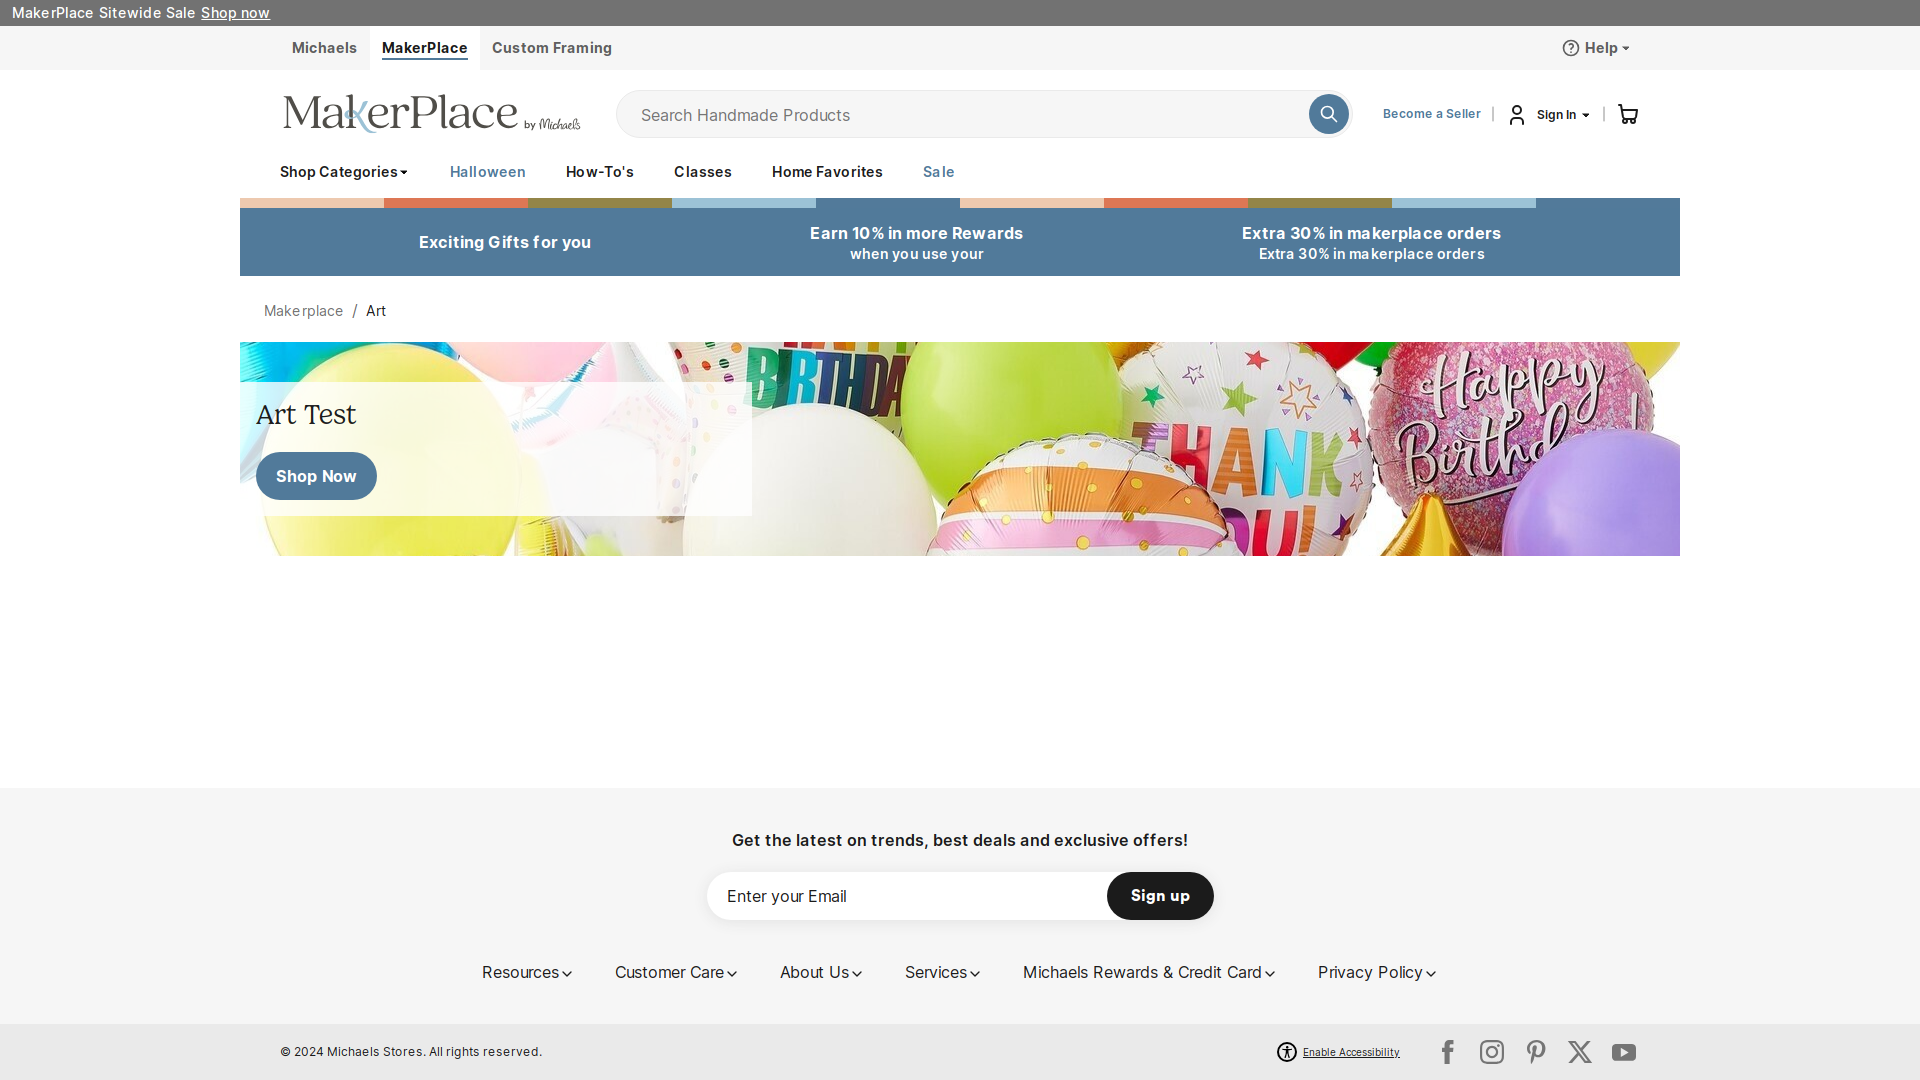 MakerPlace Sitewide Sale Shop now
Michaels MakerPlace Custom Framing Help
MakerPlace by Michaels Search Handmade Products Become a Seller Sign In
Shop Categories Halloween How-To's Classes Home Favorites Sale
Exciting Gifts for you
Earn 10% in more Rewards
when you use your
Extra 30% in makerplace orders
Extra 30% in makerplace orders
Makerplace / Art
BIRTHDA
THANK
YOU!
Happy
Birthd
Art Test
Shop Now
Get the latest on trends, best deals and exclusive offers!
Enter your Email Sign up
Resources Customer Care About Us Services Michaels Rewards & Credit Card Privacy Policy
© 2024 Michaels Stores. All rights reserved. Enable Accessibility